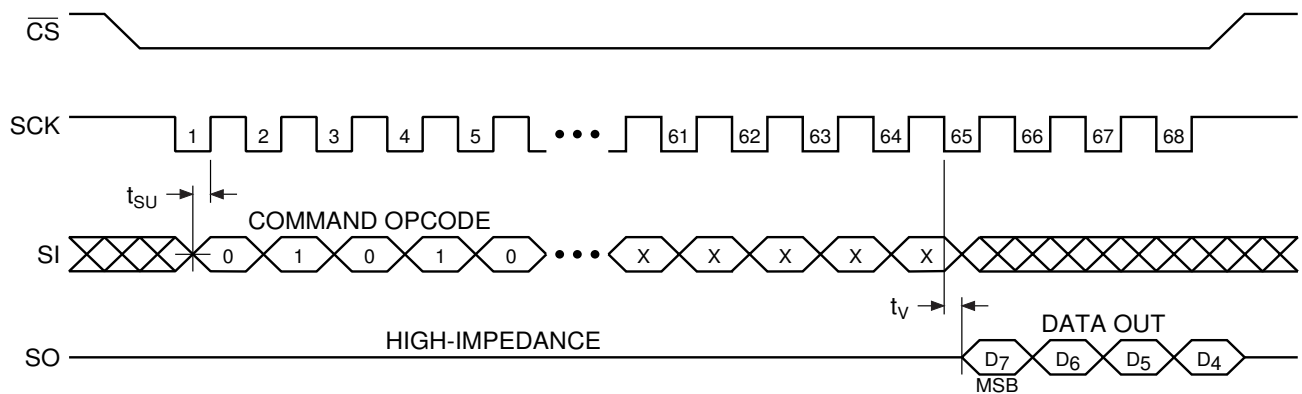 CS
SCK 1 2 3 4 5 ••• 61 62 63 64 65 66 67 68
tSU
COMMAND OPCODE
SI 0 1 0 1 0 ••• X X X X X
tV
HIGH-IMPEDANCE
DATA OUT
SO D7 D6 D5 D4
MSB